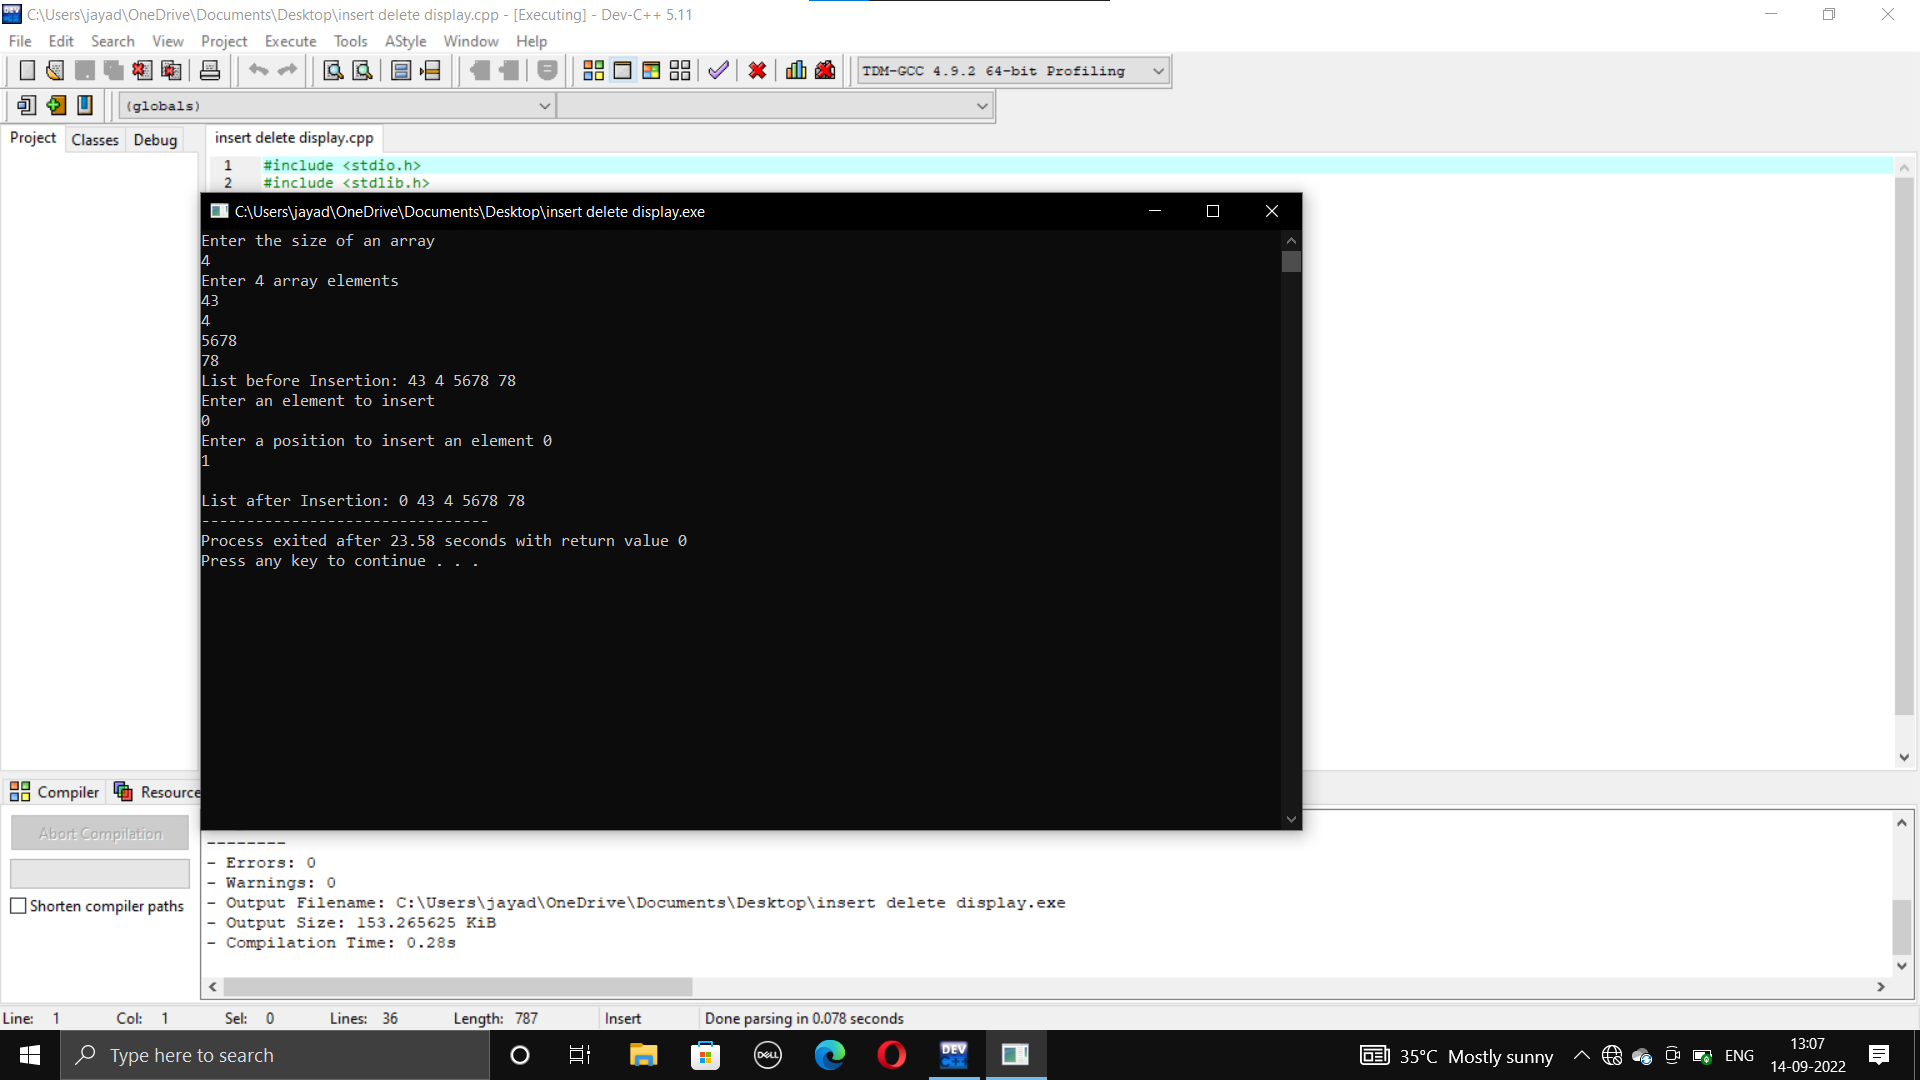 C:\Users\jayad\OneDrive\Documents\Desktop\insert delete display.cpp - [Executing] - Dev-C++ 5.11
File Edit Search View Project Execute Tools AStyle Window Help
TDM-GCC 4.9.2 64-bit Profiling
(globals)
Project Classes Debug insert delete display.cpp
1 #include <stdio.h>
2 #include <stdlib.h>
C:\Users\jayad\OneDrive\Documents\Desktop\insert delete display.exe
Enter the size of an array
4
Enter 4 array elements
43
4
5678
78
List before Insertion: 43 4 5678 78
Enter an element to insert
0
Enter a position to insert an element 0
1
List after Insertion: 0 43 4 5678 78
--------------------------------
Process exited after 23.58 seconds with return value 0
Press any key to continue . . .
Compiler Resource
Abort Compilation
Shorten compiler paths
--------
- Errors: 0
- Warnings: 0
- Output Filename: C:\Users\jayad\OneDrive\Documents\Desktop\insert delete display.exe
- Output Size: 153.265625 KiB
- Compilation Time: 0.28s
Line: 1 Col: 1 Sel: 0 Lines: 36 Length: 787 Insert Done parsing in 0.078 seconds
Type here to search
DELL
DEV C++
35°C Mostly sunny
ENG
13:07
14-09-2022